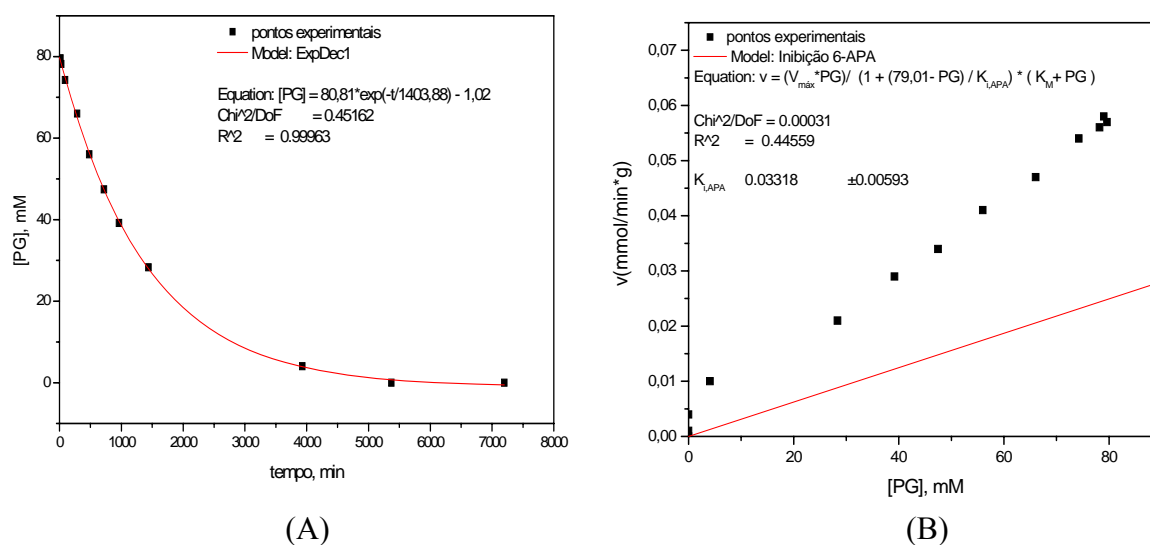 pontos experimentais
Model: ExpDec1
Equation: [PG] = 80,81*exp(-t/1403,88) - 1,02
Chi^2/DoF = 0.45162
R^2 = 0.99963
80
60
40
20
0
[PG], mM
0 1000 2000 3000 4000 5000 6000 7000 8000
tempo, min
(A)
pontos experimentais
Model: Inibição 6-APA
Equation: v = (Vmáx*PG)/ (1 + (79,01- PG) / Ki,APA) * ( KM+ PG )
Chi^2/DoF = 0.00031
R^2 = 0.44559
Ki,APA 0.03318 ±0.00593
0,07
0,06
0,05
0,04
0,03
0,02
0,01
0,00
v(mmol/min*g)
0 20 40 60 80
[PG], mM
(B)